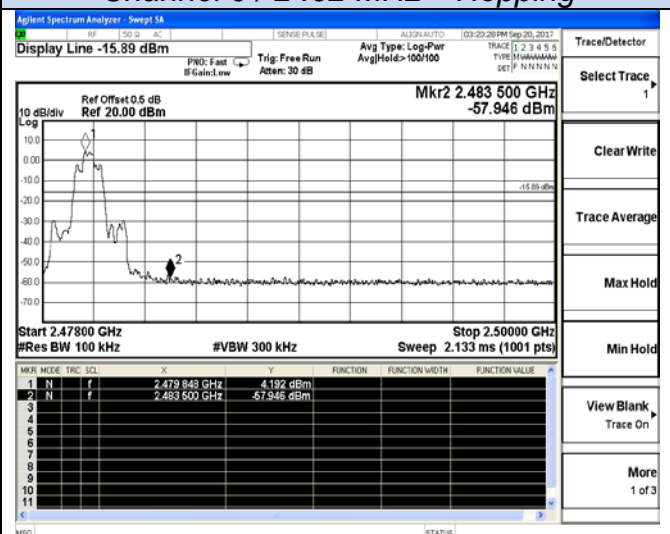 Agilent Spectrum Analyzer - Swept SA
RF 50 Ω AC SENSE:PULSE ALIGN AUTO 03:20:28 PM Sep 20, 2017
Display Line -15.89 dBm
PNO: Fast
IFGain:Low
Trig: Free Run
Atten: 30 dB
Avg Type: Log-Pwr
Avg|Hold:> 100/100
TRACE 1 2 3 4 5 6
TYPE MWWWWW
DET P N N N N N
Trace/Detector
Select Trace
1
Clear Write
Trace Average
Max Hold
Min Hold
View Blank
Trace On
More
1 of 3
Ref Offset 0.5 dB
10 dB/div Ref 20.00 dBm
Log
Mkr2 2.483 500 GHz
-57.946 dBm
10.0
0.00
-10.0
-20.0
-30.0
-40.0
-50.0
-60.0
-70.0
1
-15.89 dBm
2
Start 2.47800 GHz Stop 2.50000 GHz
#Res BW 100 kHz #VBW 300 kHz Sweep 2.133 ms (1001 pts)
MKR MODE TRC SCL X Y FUNCTION FUNCTION WIDTH FUNCTION VALUE
1 N f 2.479 848 GHz 4.192 dBm
2 N f 2.483 500 GHz -57.946 dBm
3
4
5
6
7
8
9
10
11
MSG STATUS